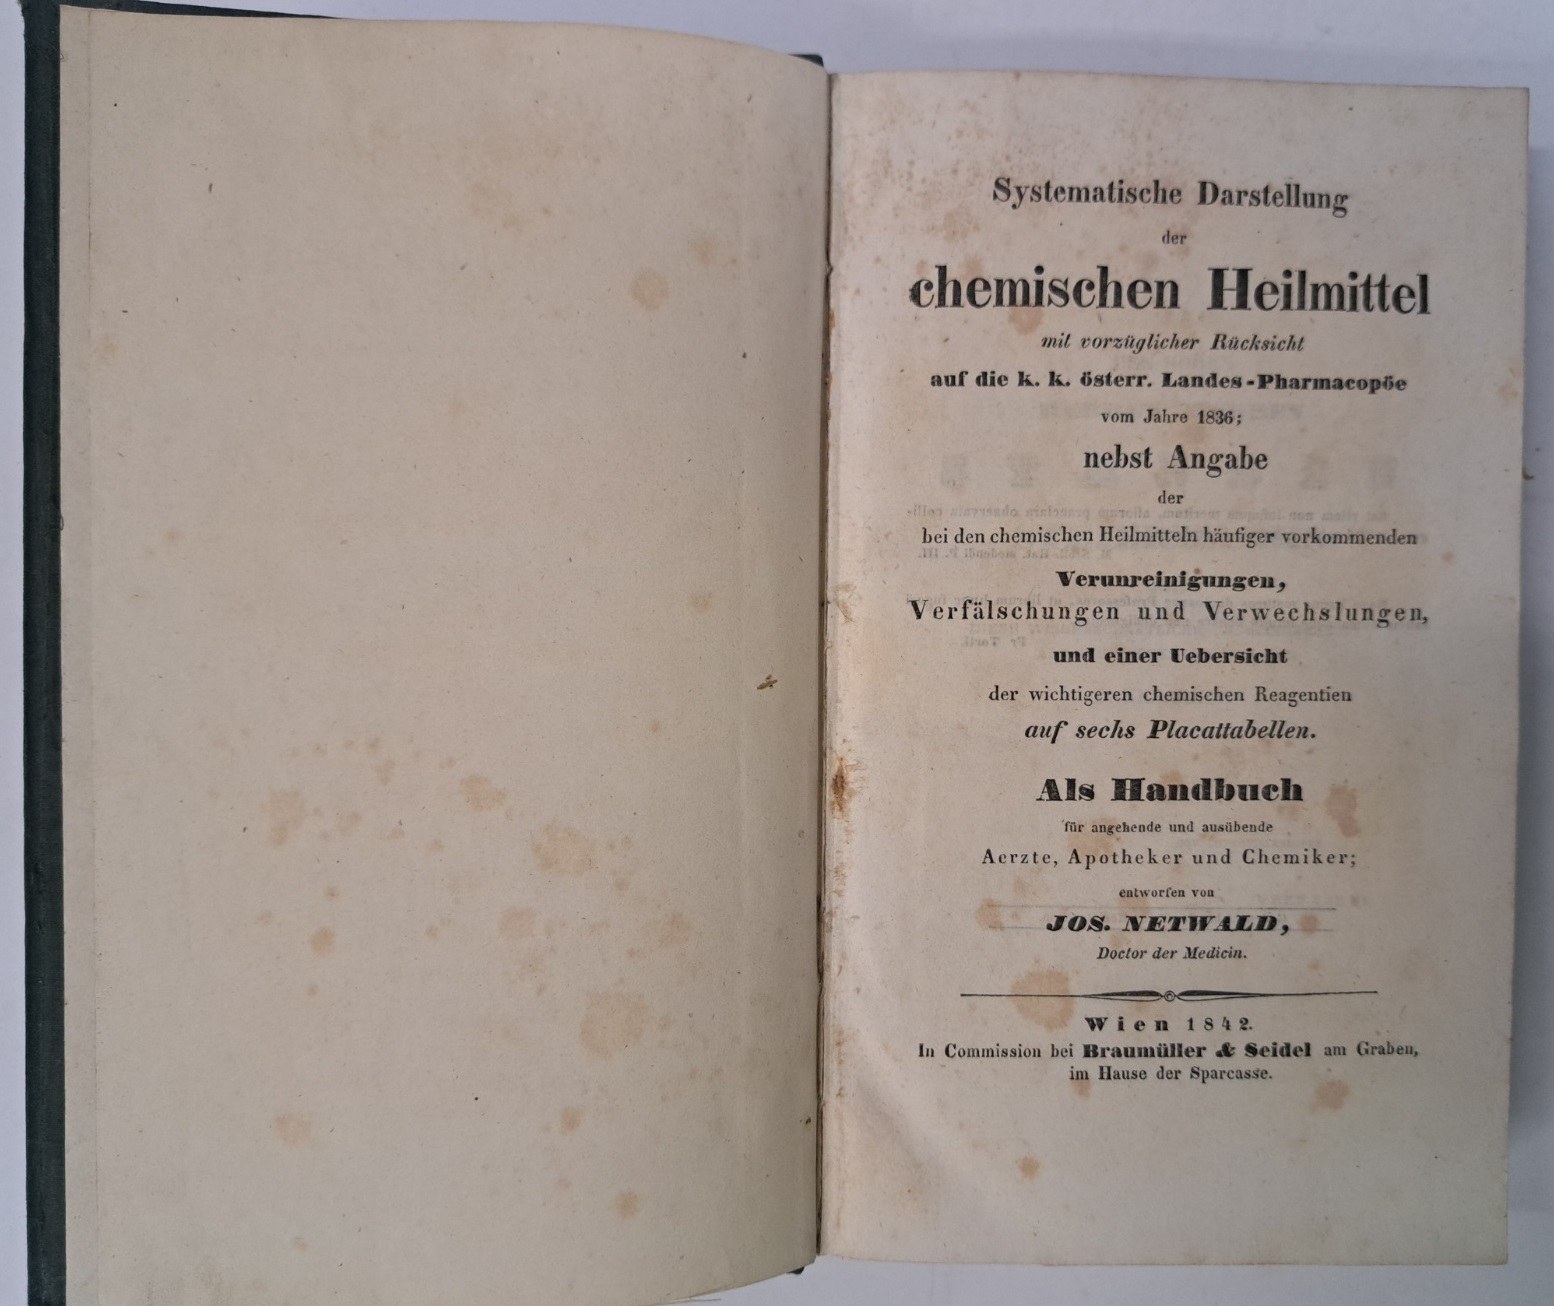 Systematische Darstellung
der
chemischen Heilmittel
mit vorzüglicher Rücksicht
auf die k. k. österr. Landes-Pharmacopöe
vom Jahre 1836;
nebst Angabe
der
bei den chemischen Heilmitteln häufiger vorkommenden
Verunreinigungen,
Verfälschungen und Verwechslungen,
und einer Uebersicht
der wichtigeren chemischen Reagentien
auf sechs Placattabellen.
Als Handbuch
für angehende und ausübende
Aerzte, Apotheker und Chemiker;
entworfen von
JOS. NETWALD,
Doctor der Medicin.
Wien 1842.
In Commission bei Braumüller & Seidel am Graben,
im Hause der Sparcasse.